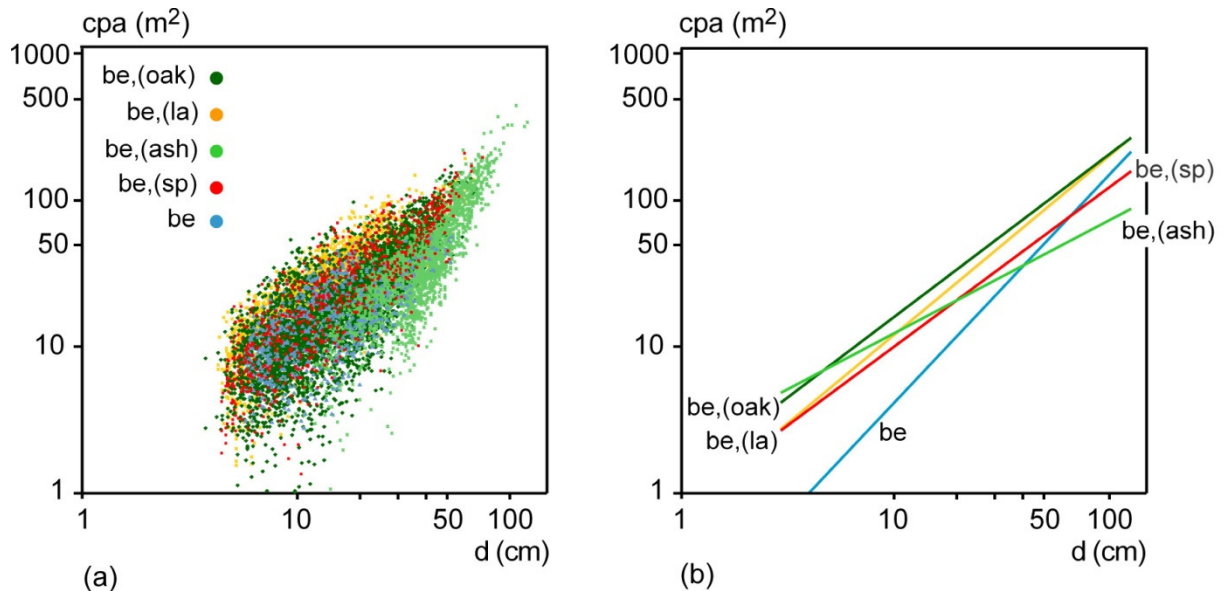 cpa (m²)
1000
500
100
50
10
1
be,(oak)
be,(la)
be,(ash)
be,(sp)
be
1
10
50
100
d (cm)
(a)
cpa (m²)
1000
500
100
50
10
1
be,(sp)
be,(ash)
be,(oak)
be,(la)
be
1
10
50
100
d (cm)
(b)